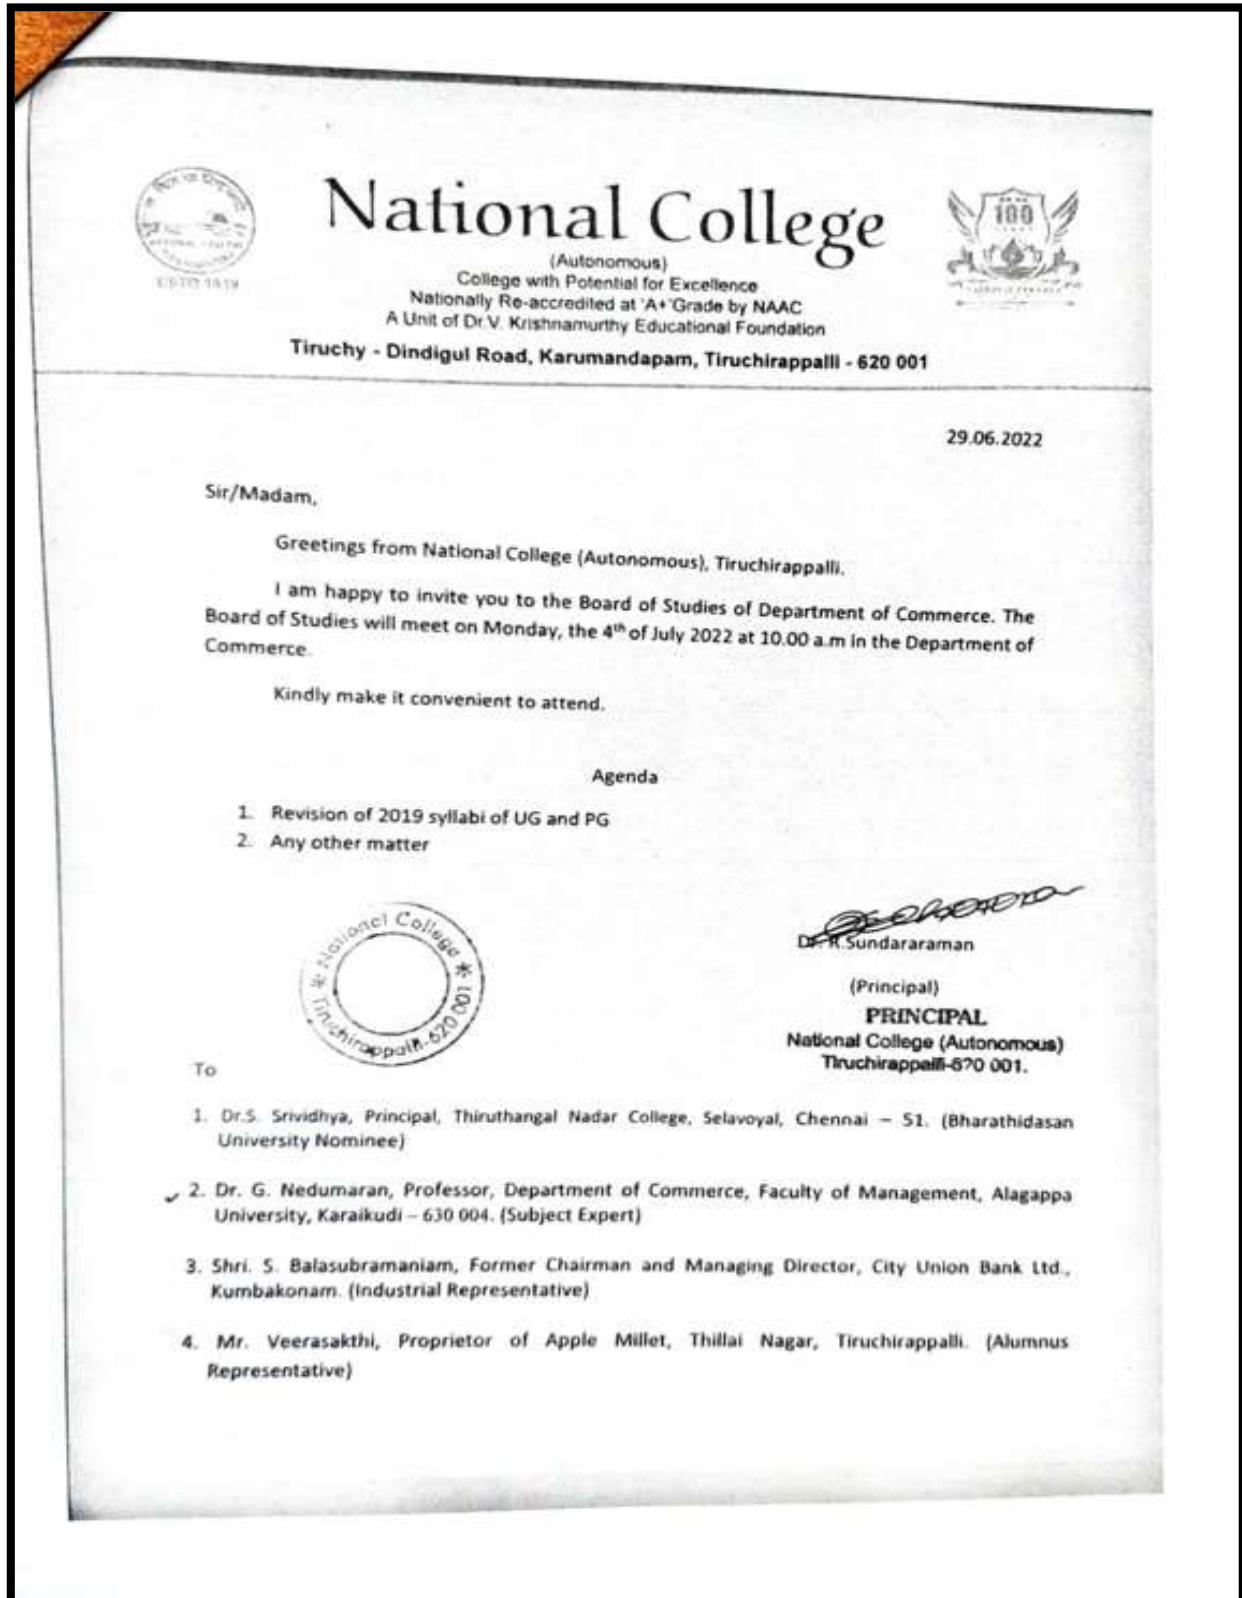 National College
(Autonomous)
College with Potential for Excellence
Nationally Re-accredited at 'A+'Grade by NAAC
A Unit of Dr.V. Krishnamurthy Educational Foundation
Tiruchy - Dindigul Road, Karumandapam, Tiruchirappalli - 620 001
ESTD 1919
100
29.06.2022
Sir/Madam,
Greetings from National College (Autonomous), Tiruchirappalli.
I am happy to invite you to the Board of Studies of Department of Commerce. The
Board of Studies will meet on Monday, the 4th of July 2022 at 10.00 a.m in the Department of
Commerce.
Kindly make it convenient to attend.
Agenda
1. Revision of 2019 syllabi of UG and PG
2. Any other matter
National College
Tiruchirappalli-620 001
Dr. R.Sundararaman
(Principal)
PRINCIPAL
National College (Autonomous)
Tiruchirappalli-620 001.
To
1. Dr.S. Srividhya, Principal, Thiruthangal Nadar College, Selavoyal, Chennai – 51. (Bharathidasan
University Nominee)
2. Dr. G. Nedumaran, Professor, Department of Commerce, Faculty of Management, Alagappa
University, Karaikudi – 630 004. (Subject Expert)
3. Shri. S. Balasubramaniam, Former Chairman and Managing Director, City Union Bank Ltd.,
Kumbakonam. (Industrial Representative)
4. Mr. Veerasakthi, Proprietor of Apple Millet, Thillai Nagar, Tiruchirappalli. (Alumnus
Representative)